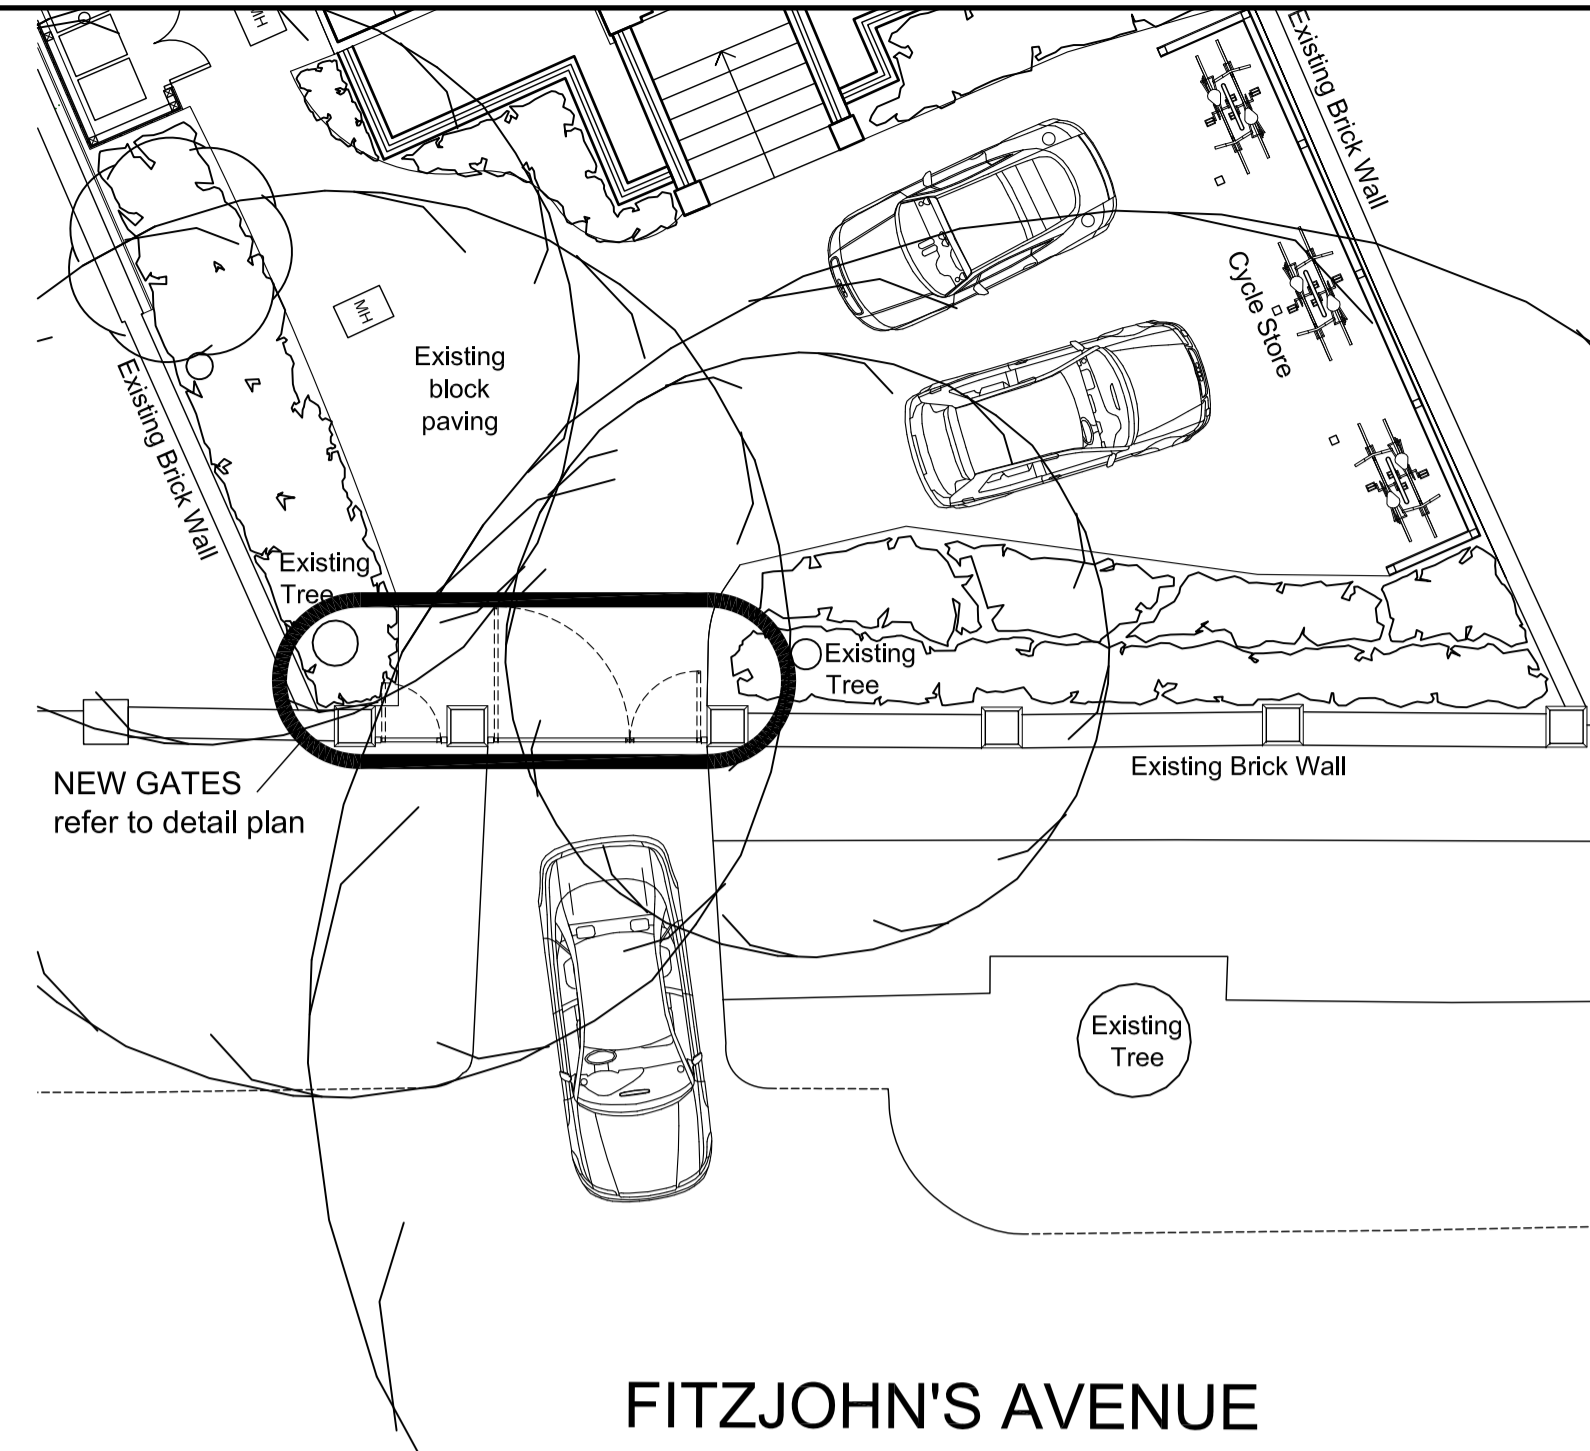 MH
Existing Brick Wall
Cycle Store
MH
Existing
block
paving
Existing Brick Wall
Existing
Tree
Existing
Tree
NEW GATES
refer to detail plan
Existing Brick Wall
Existing
Tree
FITZJOHN'S AVENUE